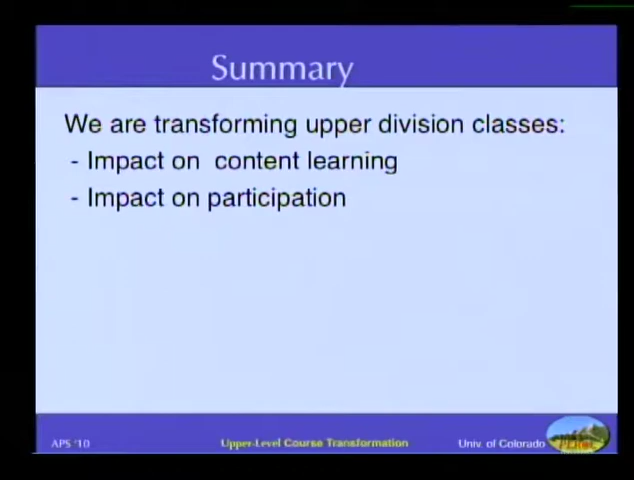 Summary
We are transforming upper division classes:
- Impact on content learning
- Impact on participation
APS '10
Upper-Level Course Transformation
Univ. of Colorado